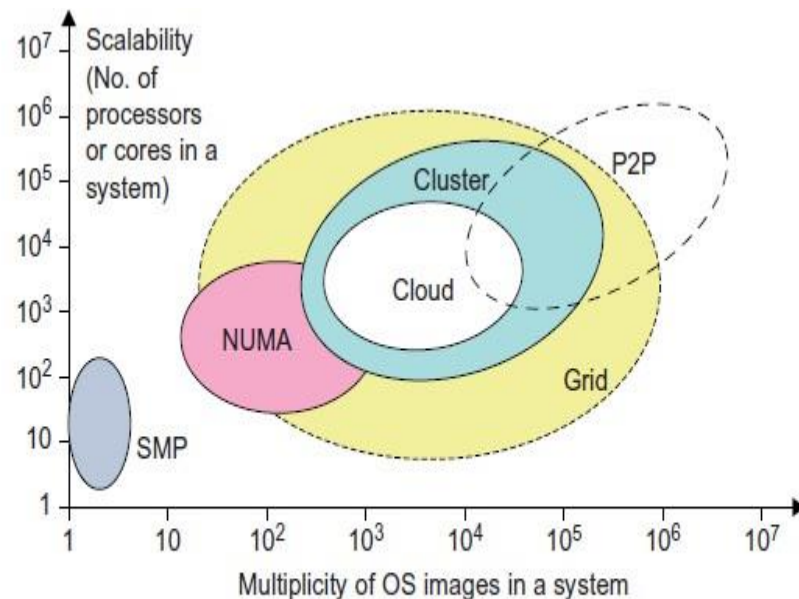 Scalability
(No. of
processors
or cores in a
system)
10⁷
10⁶
10⁵
10⁴
10³
10²
10
1
P2P
Cluster
Cloud
NUMA
Grid
SMP
1 10 10² 10³ 10⁴ 10⁵ 10⁶ 10⁷
Multiplicity of OS images in a system